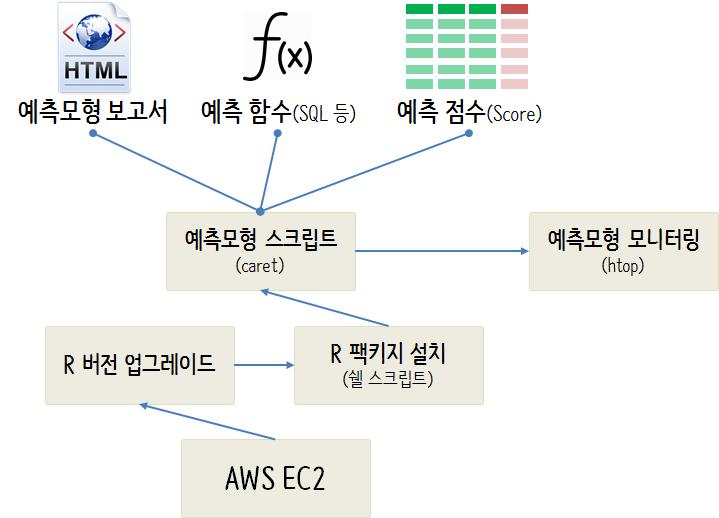 HTML
f(x)
예측모형 보고서
예측 함수(SQL 등)
예측 점수(Score)
예측모형 스크립트
(caret)
예측모형 모니터링
(htop)
R 버전 업그레이드
R 팩키지 설치
(쉘 스크립트)
AWS EC2